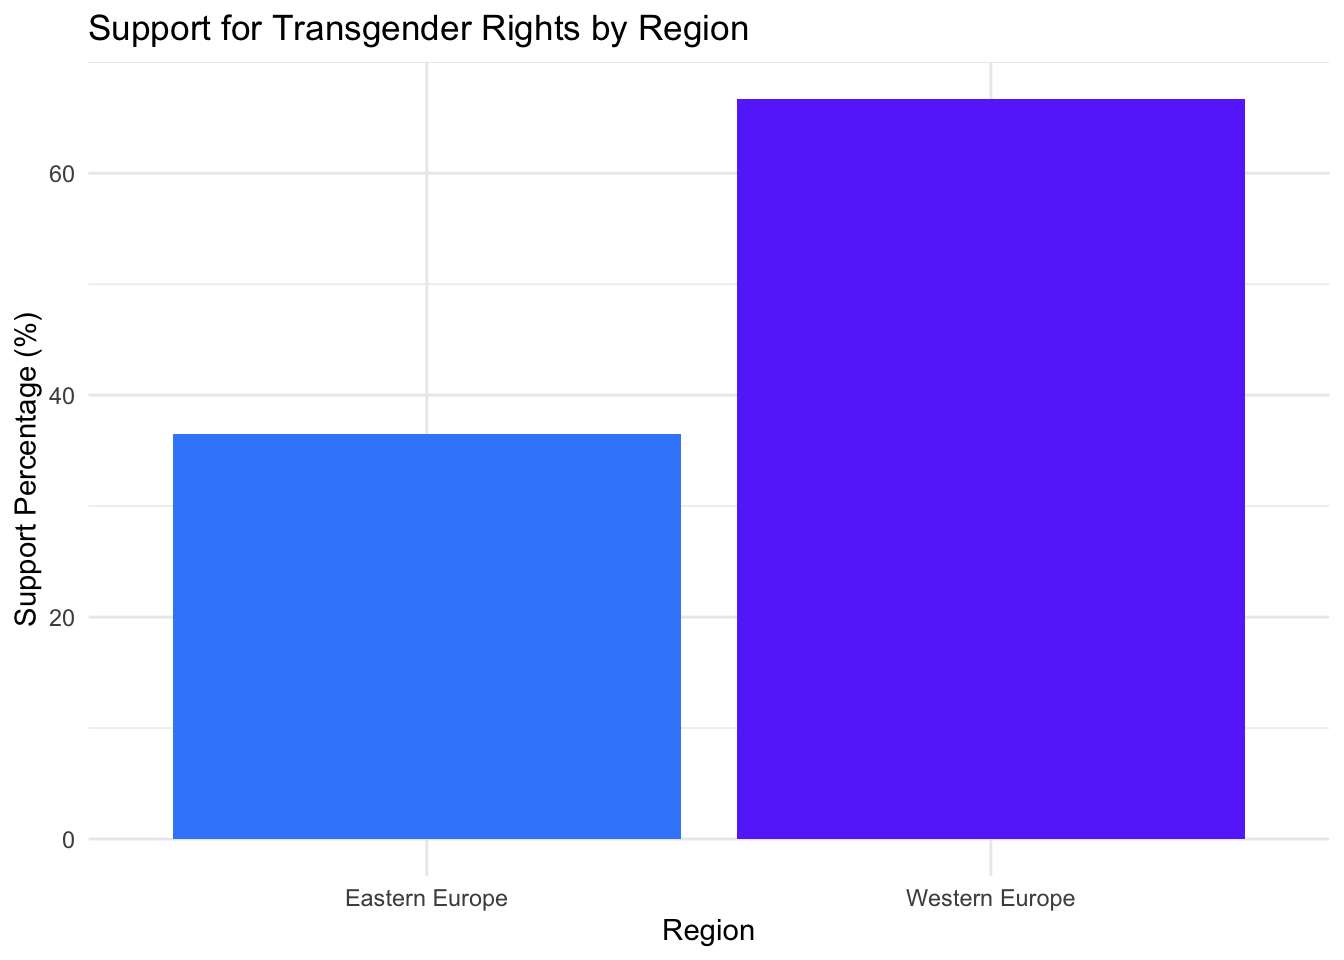 Support for Transgender Rights by Region
Support Percentage (%)
60
40
20
0
Eastern Europe
Western Europe
Region